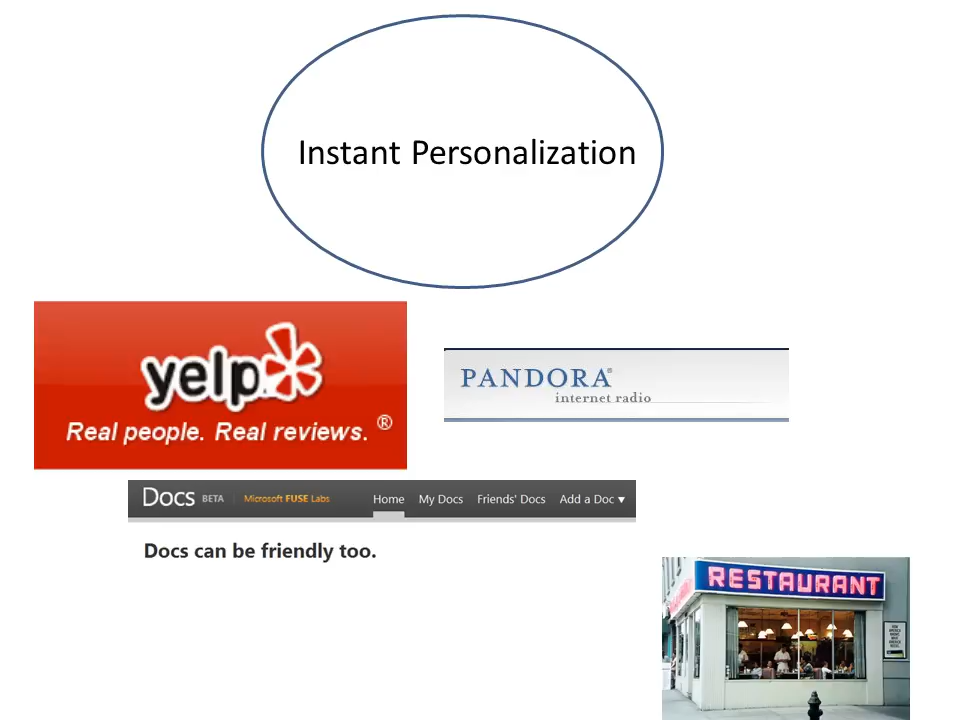 Instant Personalization
yelp
Real people. Real reviews. ®
PANDORA®
internet radio
Docs BETA Microsoft FUSE Labs Home My Docs Friends' Docs Add a Doc ▼
Docs can be friendly too.
RESTAURANT